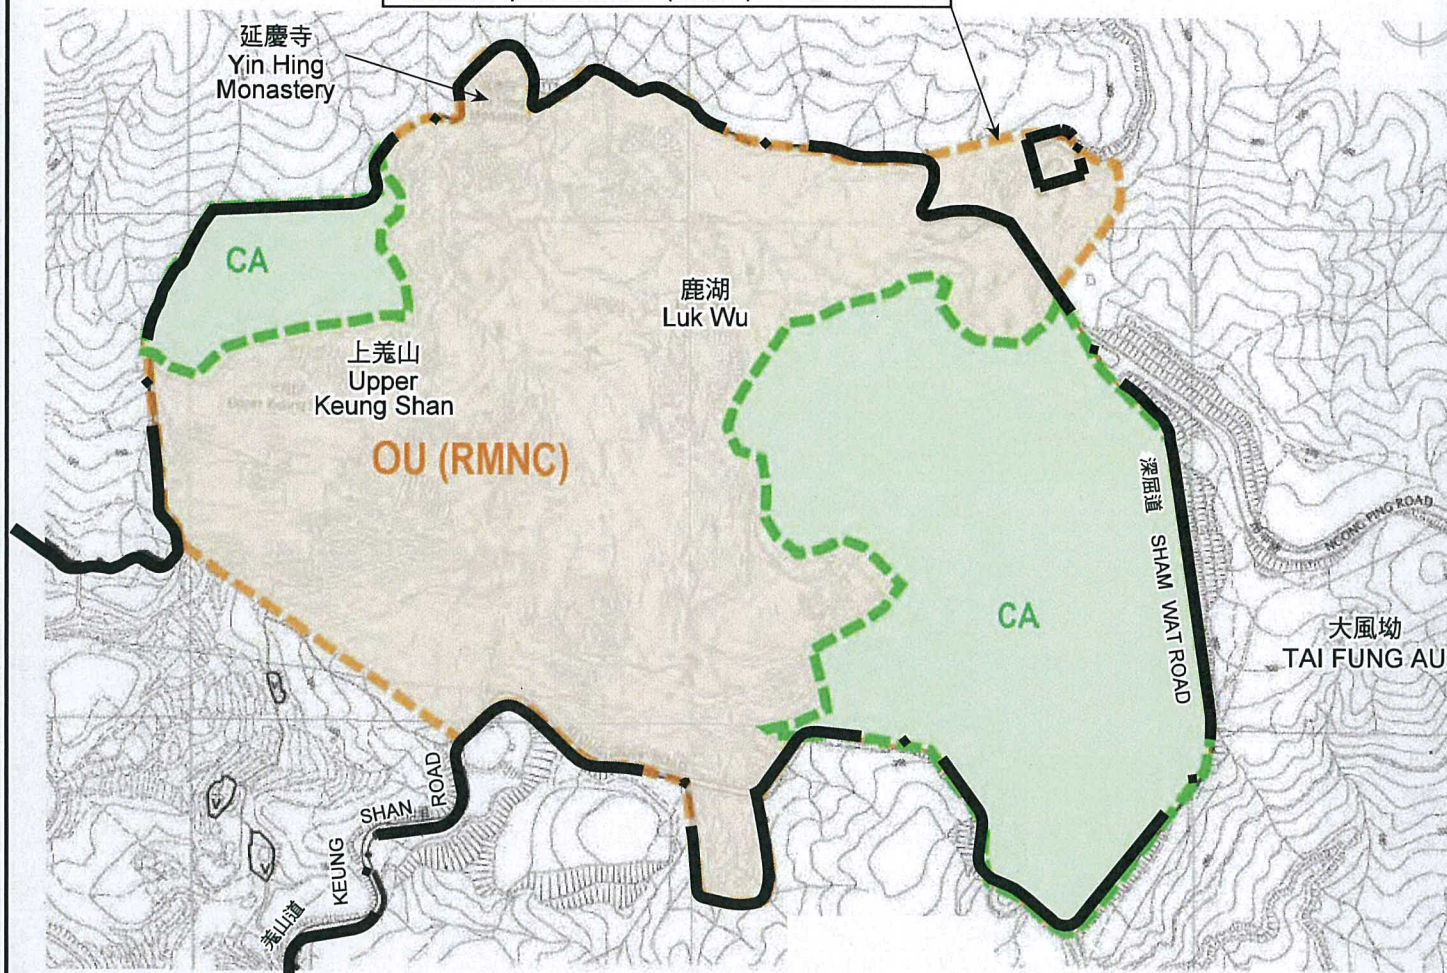 延慶寺
Yin Hing
Monastery
CA
鹿湖
Luk Wu
上羗山
Upper
Keung Shan
OU (RMNC)
深屈道 SHAM WAT ROAD
NGONG PING ROAD
CA
大風坳
TAI FUNG AU
羗山道 KEUNG SHAN ROAD
V
V
V